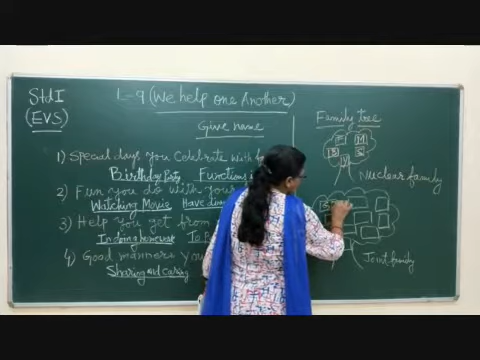 Std I
(EVS)
L-9 (We help one Another)
Give name
1) Special days you celebrate with
Birthday Party Functions
2) Fun you do with your
Watching Movie Have dinner
3) Help you get from
In doing homework To B
4) Good manners you
Sharing and caring
Family tree
F M
B S
Y
Nuclear family
Joint family